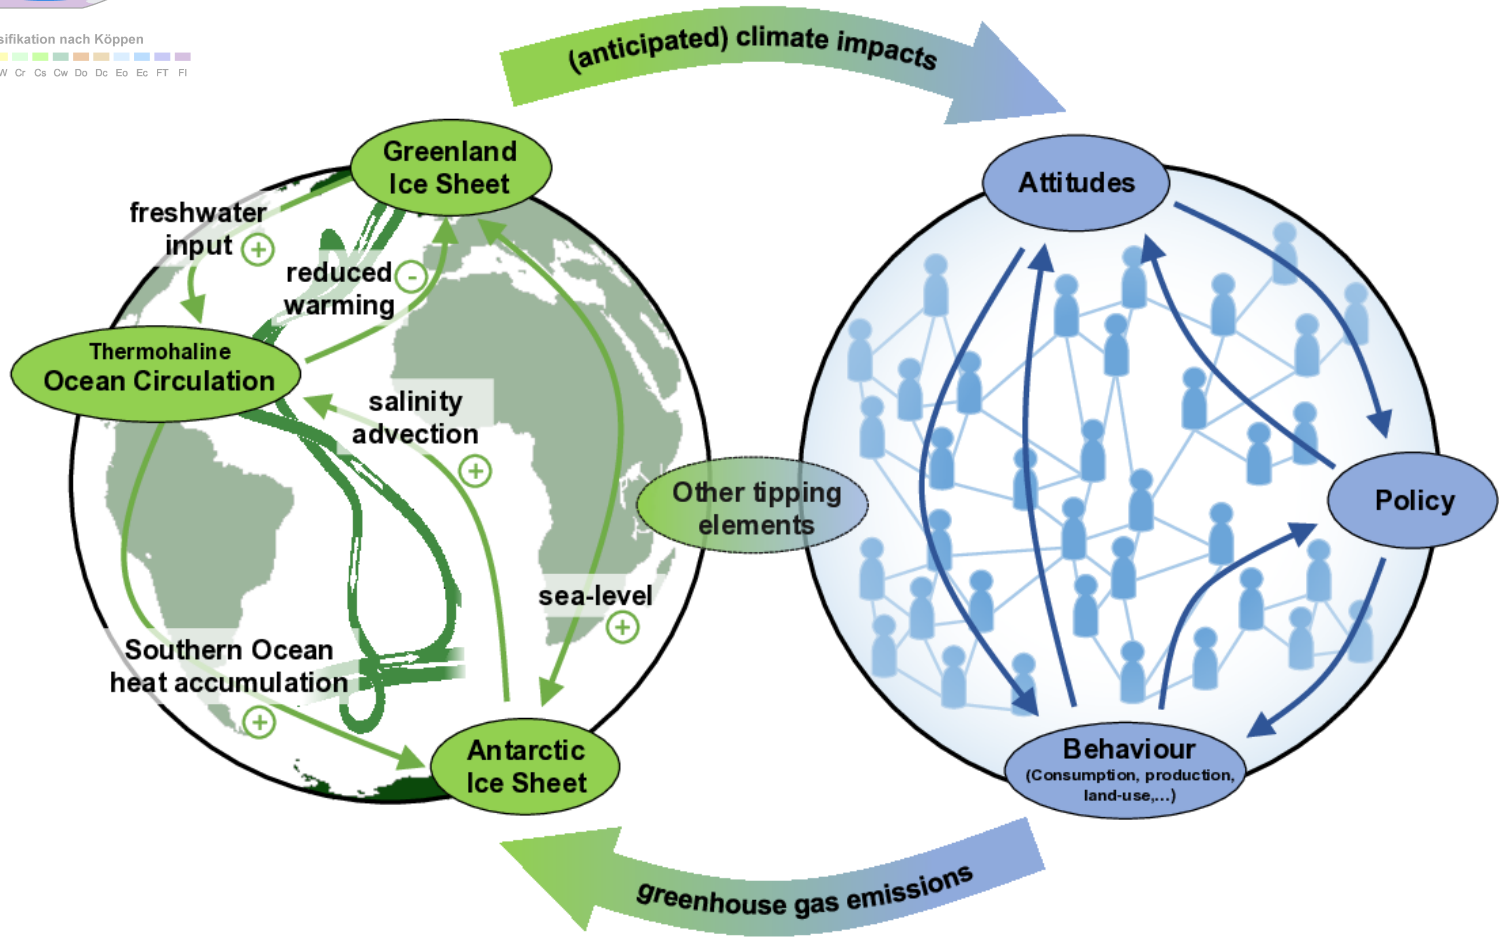 sifikation nach Köppen
W Cr Cs Cw Do Dc Eo Ec FT FI
(anticipated) climate impacts
Greenland
Ice Sheet
Attitudes
freshwater
input +
reduced -
warming
Thermohaline
Ocean Circulation
salinity
advection
+
Other tipping
elements
Policy
sea-level
+
Southern Ocean
heat accumulation
+
Antarctic
Ice Sheet
Behaviour
(Consumption, production,
land-use,...)
greenhouse gas emissions